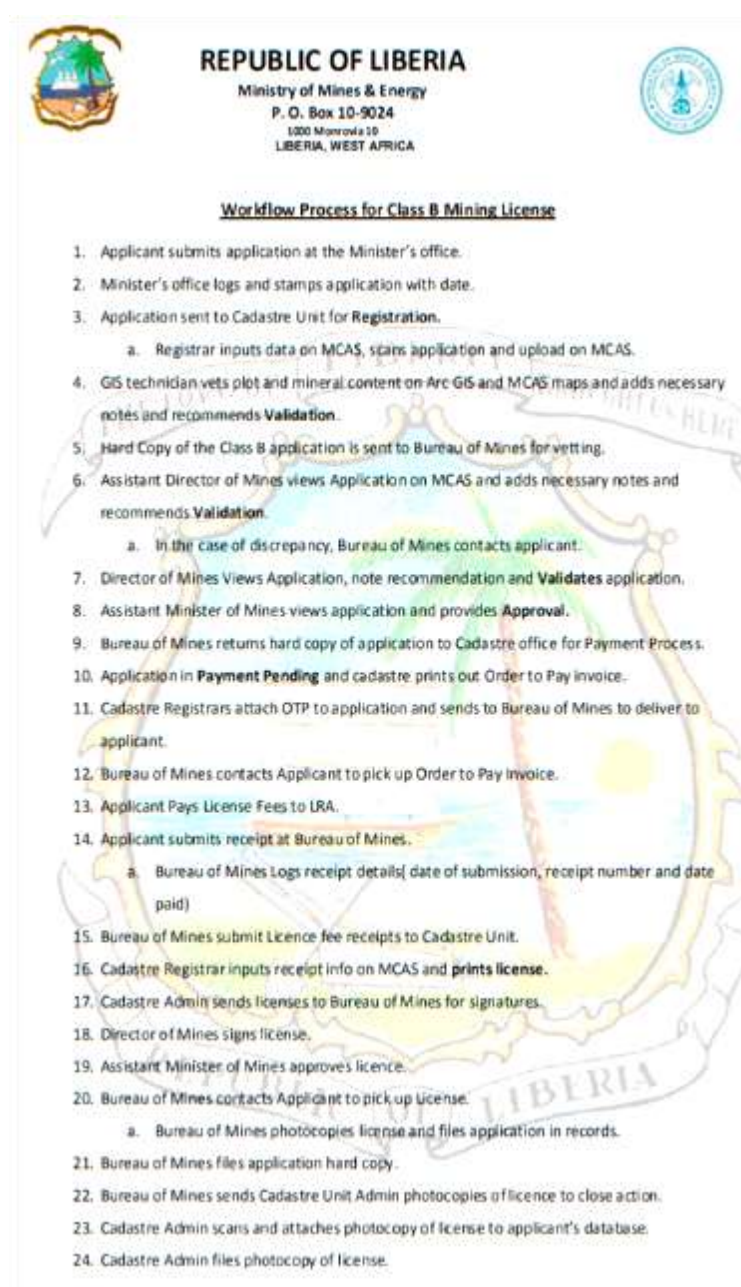 REPUBLIC OF LIBERIA
Ministry of Mines & Energy
P. O. Box 10-9024
1000 Monrovia 10
LIBERIA, WEST AFRICA
Workflow Process for Class B Mining License
1. Applicant submits application at the Minister's office.
2. Minister's office logs and stamps application with date.
3. Application sent to Cadastre Unit for Registration.
a. Registrar inputs data on MCAS, scans application and upload on MCAS.
4. GIS technician vets plot and mineral content on Arc GIS and MCAS maps and adds necessary
notes and recommends Validation.
5. Hard Copy of the Class B application is sent to Bureau of Mines for vetting.
6. Assistant Director of Mines views Application on MCAS and adds necessary notes and
recommends Validation.
a. In the case of discrepancy, Bureau of Mines contacts applicant.
7. Director of Mines Views Application, note recommendation and Validates application.
8. Assistant Minister of Mines views application and provides Approval.
9. Bureau of Mines returns hard copy of application to Cadastre office for Payment Process.
10. Application in Payment Pending and cadastre prints out Order to Pay invoice.
11. Cadastre Registrars attach OTP to application and sends to Bureau of Mines to deliver to
applicant.
12. Bureau of Mines contacts Applicant to pick up Order to Pay Invoice.
13. Applicant Pays License Fees to LRA.
14. Applicant submits receipt at Bureau of Mines.
a. Bureau of Mines Logs receipt details( date of submission, receipt number and date
paid)
15. Bureau of Mines submit Licence fee receipts to Cadastre Unit.
16. Cadastre Registrar inputs receipt info on MCAS and prints license.
17. Cadastre Admin sends licenses to Bureau of Mines for signatures.
18. Director of Mines signs license.
19. Assistant Minister of Mines approves licence.
20. Bureau of Mines contacts Applicant to pick up License.
a. Bureau of Mines photocopies license and files application in records.
21. Bureau of Mines files application hard copy.
22. Bureau of Mines sends Cadastre Unit Admin photocopies of licence to close action.
23. Cadastre Admin scans and attaches photocopy of license to applicant's database.
24. Cadastre Admin files photocopy of license.
REPUBLIC OF LIBERIA